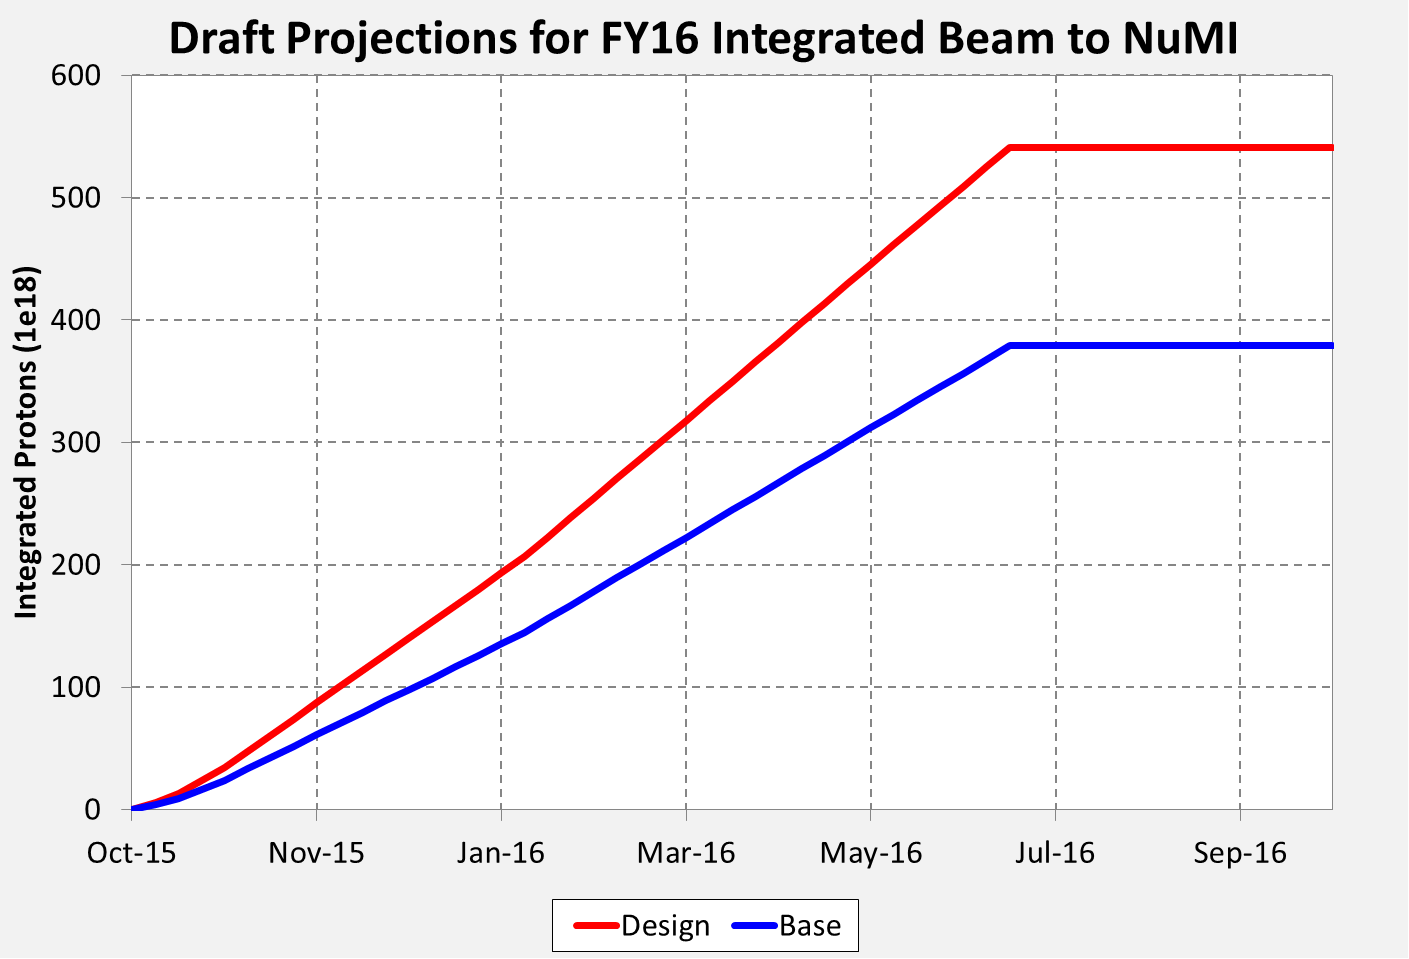 Draft Projections for FY16 Integrated Beam to NuMI
Integrated Protons (1e18)
600
500
400
300
200
100
0
Oct-15 Nov-15 Jan-16 Mar-16 May-16 Jul-16 Sep-16
Design Base